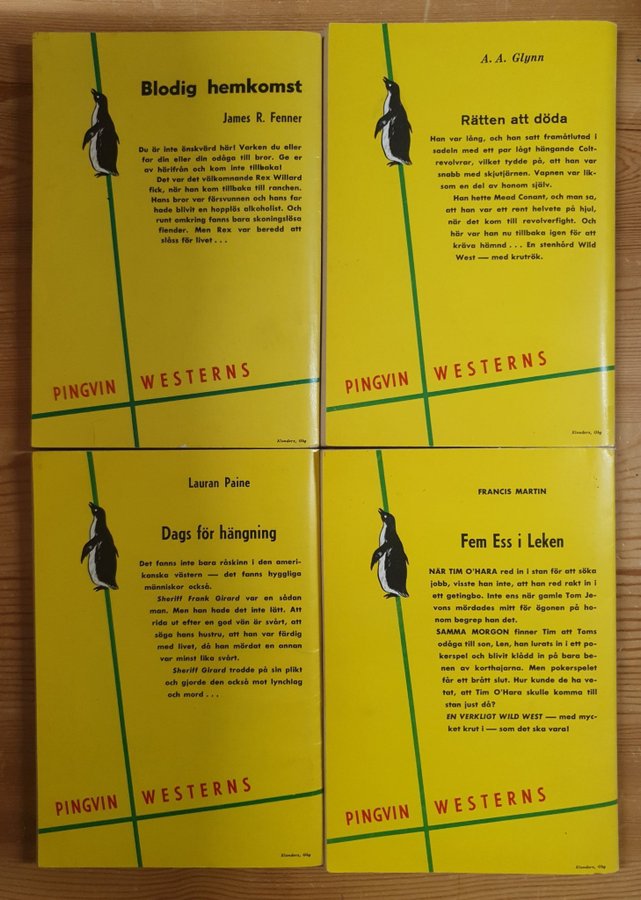 Blodig hemkomst
James R. Fenner
Du är inte önskvärd här! Varken du eller
far din eller din odåga till bror. Ge er
av härifrån och kom inte tillbaka!
Det var det välkomnande Rex Willard
fick, när han kom tillbaka till ranchen.
Hans bror var försvunnen och hans far
hade blivit en hopplös alkoholist. Och
runt omkring fanns bara skoningslösa
fiender. Men Rex var beredd att
slåss för livet . . .
PINGVIN WESTERNS
Elanders, Gbg
A. A. Glynn
Rätten att döda
Han var lång, och han satt framåtlutad i
sadeln med ett par lågt hängande Colt-
revolvrar, vilket tydde på, att han var
snabb med skjutjärnen. Vapnen var lik-
som en del av honom själv.
Han hette Mead Conant, och man sa,
att han var ett rent helvete på hjul,
när det kom till revolverfight. Och
här var han nu tillbaka igen för att
kräva hämnd . . . En stenhård Wild
West — med krutrök.
PINGVIN WESTERNS
Elanders, Gbg
Lauran Paine
Dags för hängning
Det fanns inte bara råskinn i den ameri-
kanska västern — det fanns hyggliga
människor också.
Sheriff Frank Girard var en sådan
man. Men han hade det inte lätt. Att
rida ut efter en god vän är svårt, att
säga hans hustru, att han var färdig
med livet, då han mördat en annan
var minst lika svårt.
Sheriff Girard trodde på sin plikt
och gjorde den också mot lynchlag
och mord . . .
PINGVIN WESTERNS
Elanders, Gbg
FRANCIS MARTIN
Fem Ess i Leken
NÄR TIM O'HARA red in i stan för att söka
jobb, visste han inte, att han red rakt in i
ett getingbo. Inte ens när gamle Tom Je-
vons mördades mitt för ögonen på ho-
nom begrep han det.
SAMMA MORGON finner Tim att Toms
odåga till son, Len, han lurats in i ett po-
kerspel och blivit klådd in på bara be-
nen av korthajarna. Men pokerspelet
får ett brått slut. Hur kunde de ha ve-
tat, att Tim O'Hara skulle komma till
stan just då?
EN VERKLIGT WILD WEST — med myc-
ket krut i — som det ska vara!
PINGVIN WESTERNS
Elanders, Gbg